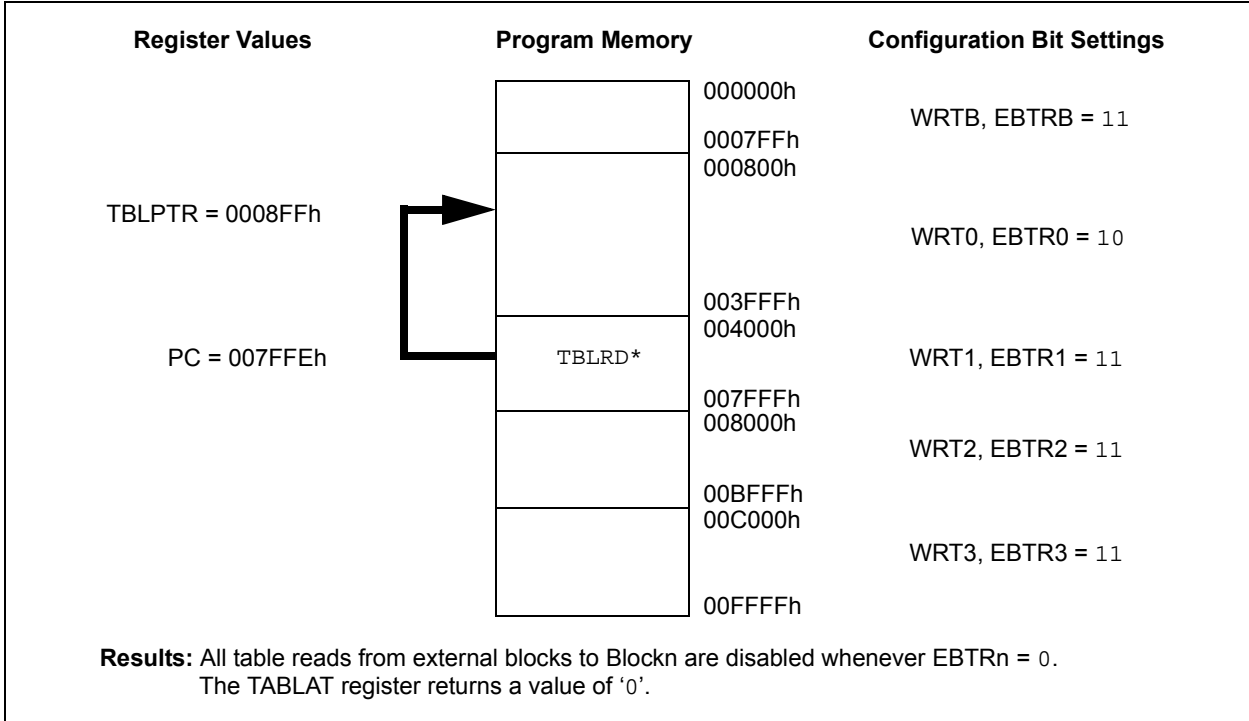 Register Values Program Memory Configuration Bit Settings
000000h
WRTB, EBTRB = 11
0007FFh
000800h
TBLPTR = 0008FFh
WRT0, EBTR0 = 10
003FFFh
004000h
PC = 007FFEh TBLRD* WRT1, EBTR1 = 11
007FFFh
008000h
WRT2, EBTR2 = 11
00BFFFh
00C000h
WRT3, EBTR3 = 11
00FFFFh
Results: All table reads from external blocks to Blockn are disabled whenever EBTRn = 0.
The TABLAT register returns a value of ‘0’.